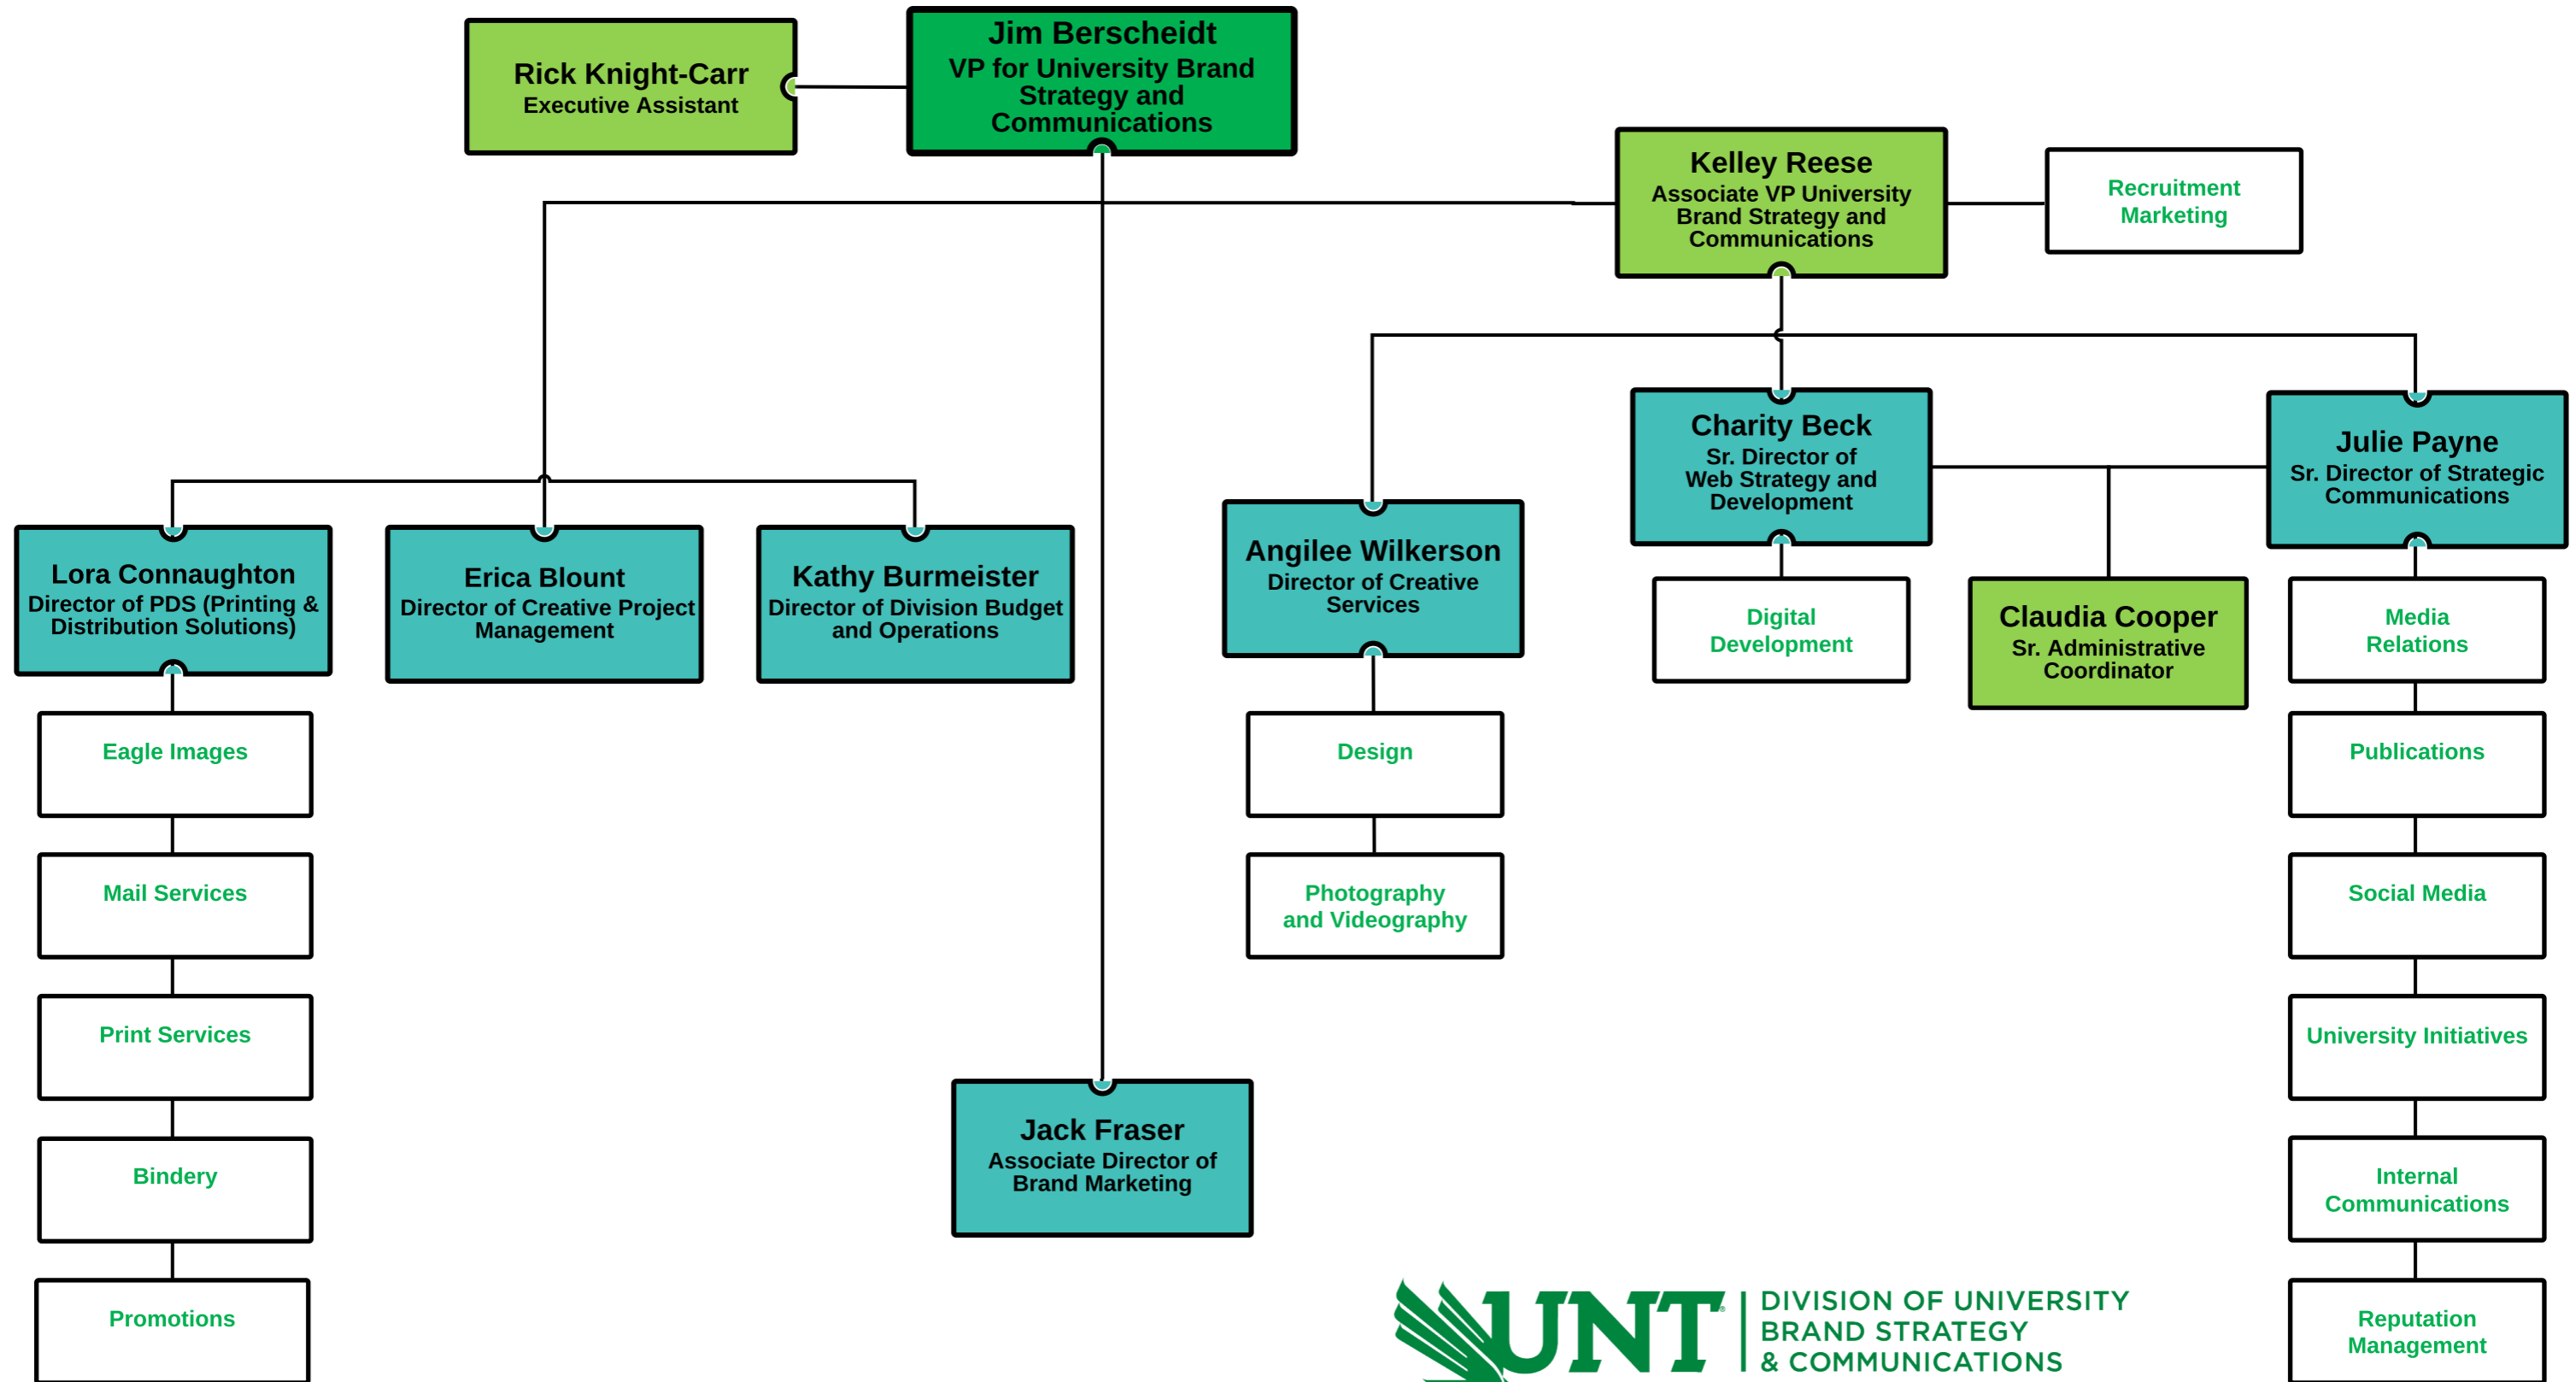 Jim Berscheidt
VP for University Brand
Strategy and
Communications
Rick Knight-Carr
Executive Assistant
Kelley Reese
Associate VP University
Brand Strategy and
Communications
Recruitment
Marketing
Lora Connaughton
Director of PDS (Printing &
Distribution Solutions)
Erica Blount
Director of Creative Project
Management
Kathy Burmeister
Director of Division Budget
and Operations
Angilee Wilkerson
Director of Creative
Services
Charity Beck
Sr. Director of
Web Strategy and
Development
Julie Payne
Sr. Director of Strategic
Communications
Digital
Development
Claudia Cooper
Sr. Administrative
Coordinator
Media
Relations
Eagle Images
Mail Services
Print Services
Bindery
Promotions
Design
Photography
and Videography
Publications
Social Media
University Initiatives
Internal
Communications
Reputation
Management
Jack Fraser
Associate Director of
Brand Marketing
UNT®
DIVISION OF UNIVERSITY
BRAND STRATEGY
& COMMUNICATIONS